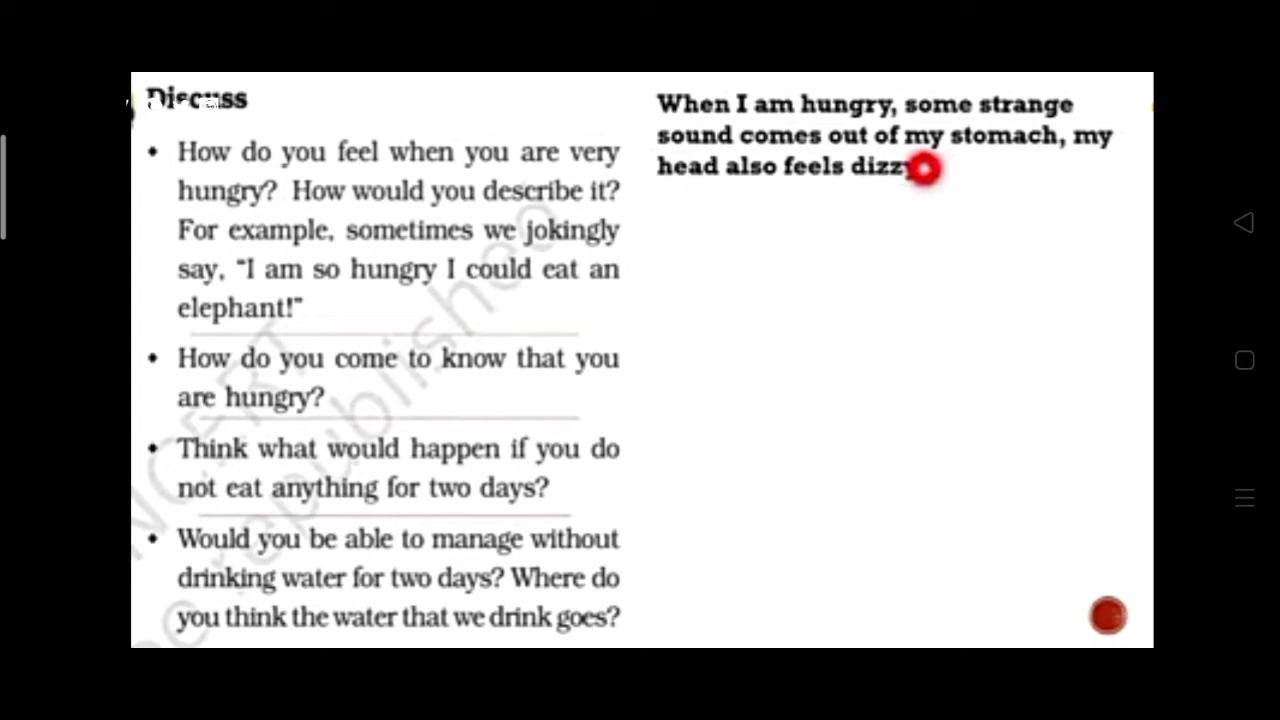 Discuss
• How do you feel when you are very
hungry? How would you describe it?
For example, sometimes we jokingly
say, "I am so hungry I could eat an
elephant!"
• How do you come to know that you
are hungry?
• Think what would happen if you do
not eat anything for two days?
• Would you be able to manage without
drinking water for two days? Where do
you think the water that we drink goes?
When I am hungry, some strange
sound comes out of my stomach, my
head also feels dizzy
NCERT
be republished